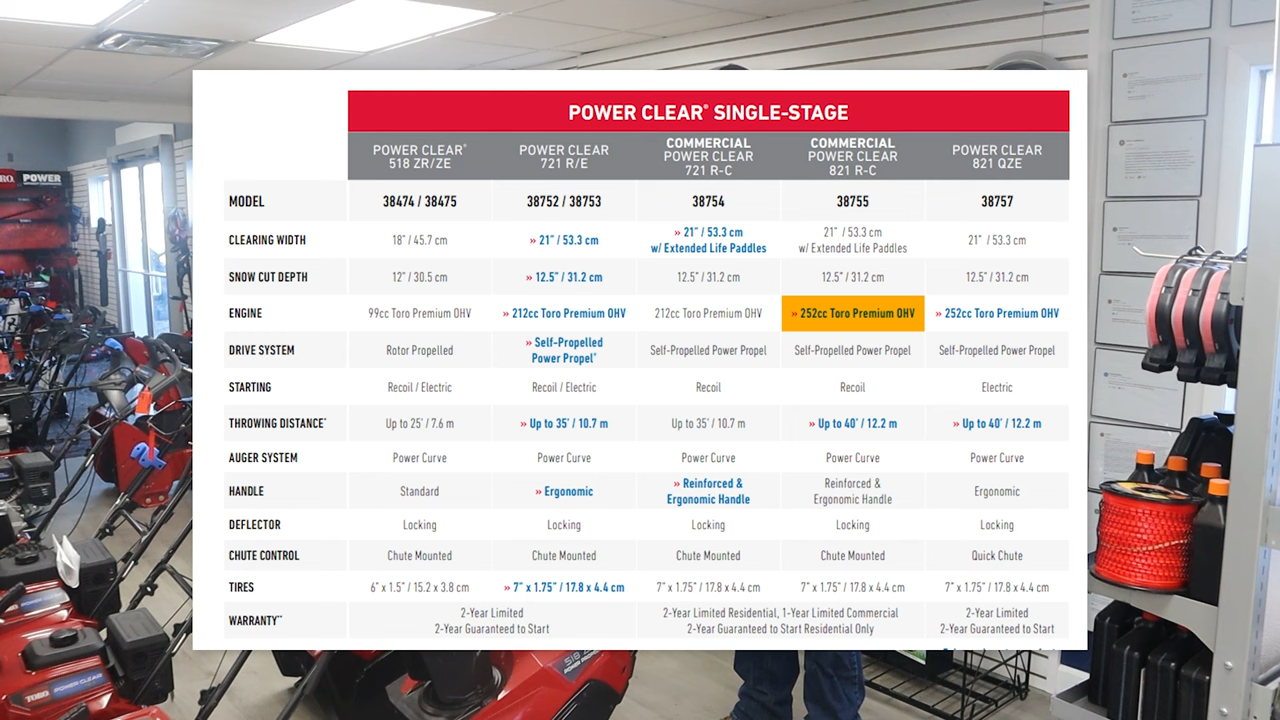 POWER CLEAR® SINGLE-STAGE
POWER CLEAR®
518 ZR/ZE
POWER CLEAR
721 R/E
COMMERCIAL
POWER CLEAR
721 R-C
COMMERCIAL
POWER CLEAR
821 R-C
POWER CLEAR
821 QZE
MODEL 38474 / 38475 38752 / 38753 38754 38755 38757
CLEARING WIDTH 18" / 45.7 cm » 21" / 53.3 cm » 21" / 53.3 cm
w/ Extended Life Paddles 21" / 53.3 cm
w/ Extended Life Paddles 21" / 53.3 cm
SNOW CUT DEPTH 12" / 30.5 cm » 12.5" / 31.2 cm 12.5" / 31.2 cm 12.5" / 31.2 cm 12.5" / 31.2 cm
ENGINE 99cc Toro Premium OHV » 212cc Toro Premium OHV 212cc Toro Premium OHV » 252cc Toro Premium OHV » 252cc Toro Premium OHV
DRIVE SYSTEM Rotor Propelled » Self-Propelled
Power Propel® Self-Propelled Power Propel Self-Propelled Power Propel Self-Propelled Power Propel
STARTING Recoil / Electric Recoil / Electric Recoil Recoil Electric
THROWING DISTANCE* Up to 25' / 7.6 m » Up to 35' / 10.7 m Up to 35' / 10.7 m » Up to 40' / 12.2 m » Up to 40' / 12.2 m
AUGER SYSTEM Power Curve Power Curve Power Curve Power Curve Power Curve
HANDLE Standard » Ergonomic » Reinforced &
Ergonomic Handle Reinforced &
Ergonomic Handle Ergonomic
DEFLECTOR Locking Locking Locking Locking Locking
CHUTE CONTROL Chute Mounted Chute Mounted Chute Mounted Chute Mounted Quick Chute
TIRES 6" x 1.5" / 15.2 x 3.8 cm » 7" x 1.75" / 17.8 x 4.4 cm 7" x 1.75" / 17.8 x 4.4 cm 7" x 1.75" / 17.8 x 4.4 cm 7" x 1.75" / 17.8 x 4.4 cm
WARRANTY** 2-Year Limited
2-Year Guaranteed to Start 2-Year Limited Residential, 1-Year Limited Commercial
2-Year Guaranteed to Start Residential Only 2-Year Limited
2-Year Guaranteed to Start
POWER
TORO
POWER CLEAR
518